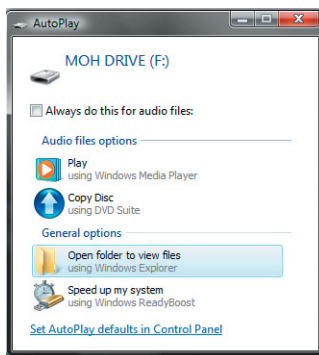 AutoPlay
MOH DRIVE (F:)
Always do this for audio files:
Audio files options
Play
using Windows Media Player
Copy Disc
using DVD Suite
General options
Open folder to view files
using Windows Explorer
Speed up my system
using Windows ReadyBoost
Set AutoPlay defaults in Control Panel